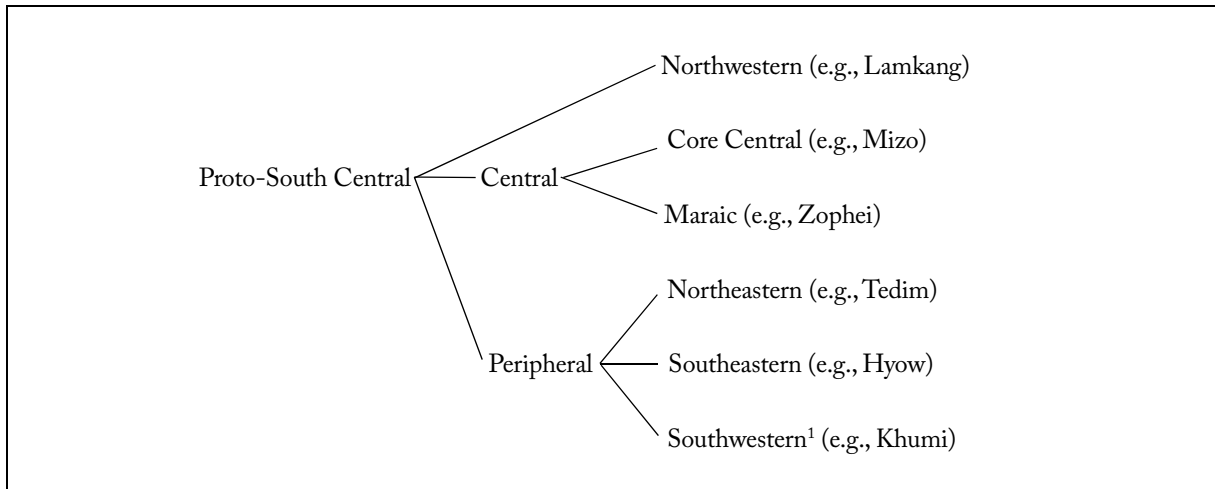 Northwestern (e.g., Lamkang)
Core Central (e.g., Mizo)
Proto-South Central Central
Maraic (e.g., Zophei)
Northeastern (e.g., Tedim)
Peripheral Southeastern (e.g., Hyow)
Southwestern¹ (e.g., Khumi)